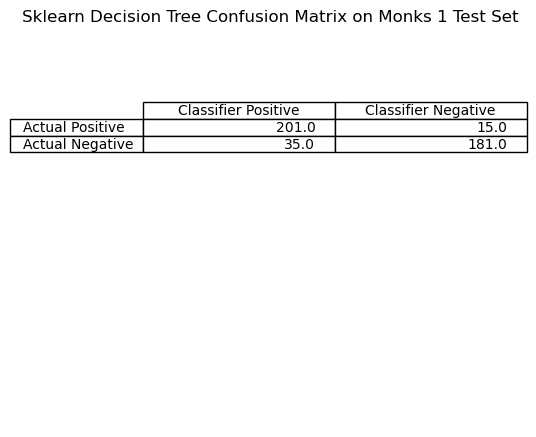 Sklearn Decision Tree Confusion Matrix on Monks 1 Test Set
Classifier Positive Classifier Negative
Actual Positive 201.0 15.0
Actual Negative 35.0 181.0